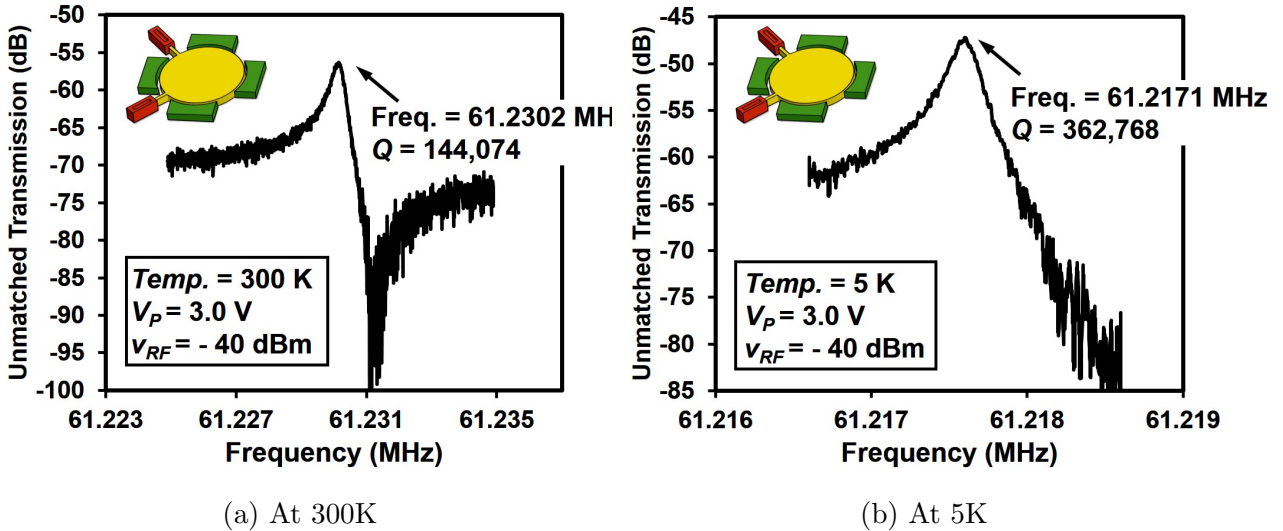 -50
-55
-60
-65
-70
-75
-80
-85
-90
-95
-100
Unmatched Transmission (dB)
Freq. = 61.2302 MH
Q = 144,074
Temp. = 300 K
VP = 3.0 V
vRF = - 40 dBm
61.223 61.227 61.231 61.235
Frequency (MHz)
(a) At 300K
-45
-50
-55
-60
-65
-70
-75
-80
-85
Unmatched Transmission (dB)
Freq. = 61.2171 MHz
Q = 362,768
Temp. = 5 K
VP = 3.0 V
vRF = - 40 dBm
61.216 61.217 61.218 61.219
Frequency (MHz)
(b) At 5K